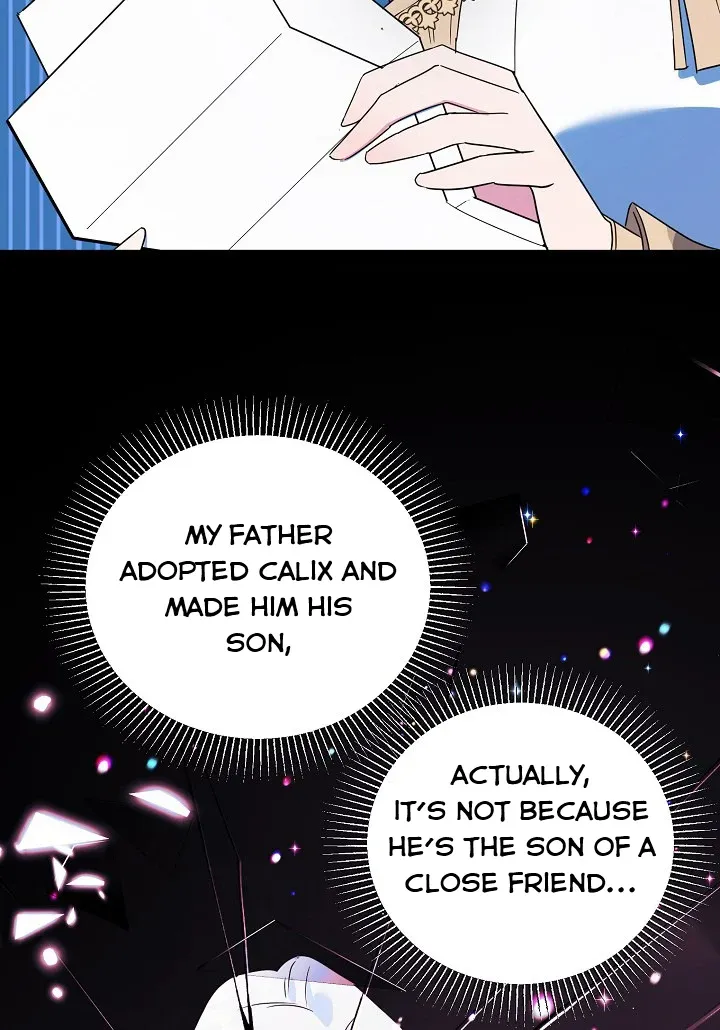 MY FATHER
ADOPTED CALIX AND
MADE HIM HIS
SON,
ACTUALLY,
IT'S NOT BECAUSE
HE'S THE SON OF A
CLOSE FRIEND...